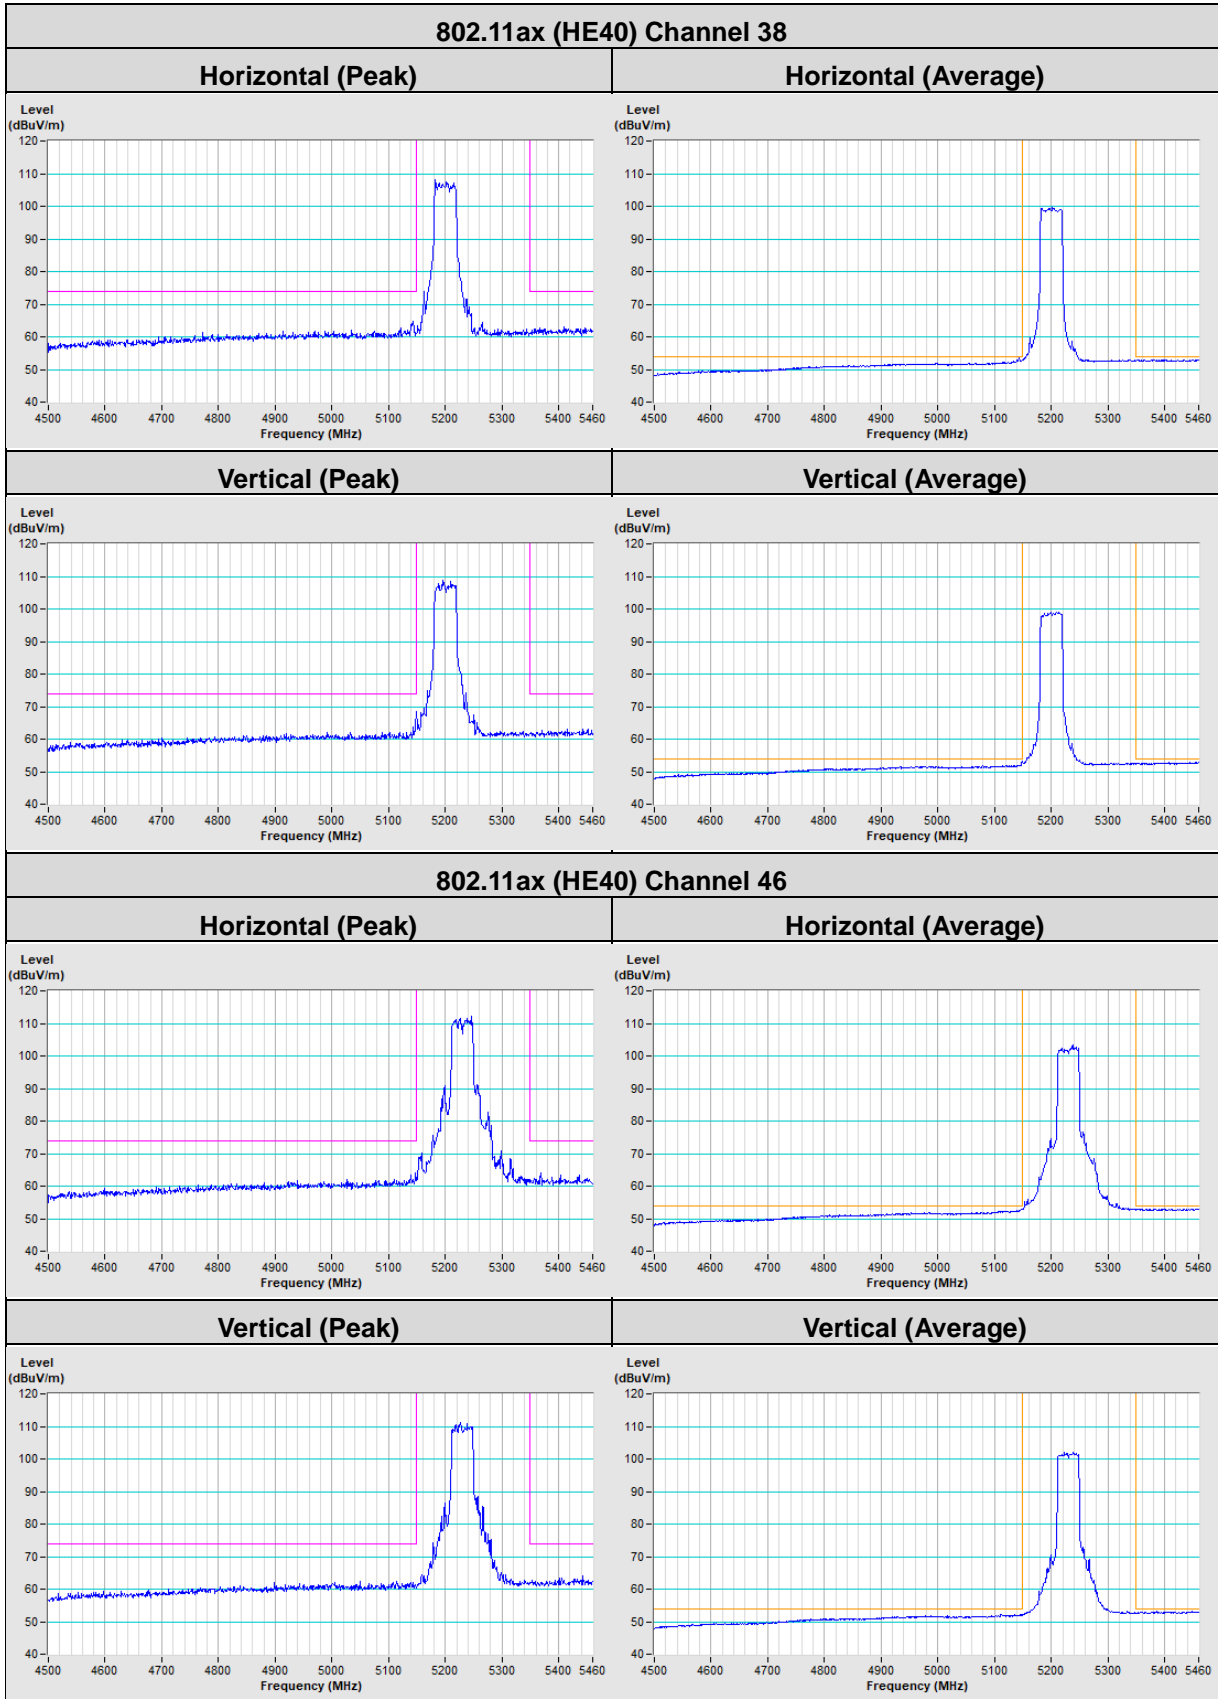 802.11ax (HE40) Channel 38
Horizontal (Peak) Horizontal (Average)
Level Level
(dBuV/m) (dBuV/m)
120 120
110 110
100 100
90 90
80 80
70 70
60 60
50 50
40 40
4500 4600 4700 4800 4900 5000 5100 5200 5300 5400 5460 4500 4600 4700 4800 4900 5000 5100 5200 5300 5400 5460
Frequency (MHz) Frequency (MHz)
Vertical (Peak) Vertical (Average)
Level Level
(dBuV/m) (dBuV/m)
120 120
110 110
100 100
90 90
80 80
70 70
60 60
50 50
40 40
4500 4600 4700 4800 4900 5000 5100 5200 5300 5400 5460 4500 4600 4700 4800 4900 5000 5100 5200 5300 5400 5460
Frequency (MHz) Frequency (MHz)
802.11ax (HE40) Channel 46
Horizontal (Peak) Horizontal (Average)
Level Level
(dBuV/m) (dBuV/m)
120 120
110 110
100 100
90 90
80 80
70 70
60 60
50 50
40 40
4500 4600 4700 4800 4900 5000 5100 5200 5300 5400 5460 4500 4600 4700 4800 4900 5000 5100 5200 5300 5400 5460
Frequency (MHz) Frequency (MHz)
Vertical (Peak) Vertical (Average)
Level Level
(dBuV/m) (dBuV/m)
120 120
110 110
100 100
90 90
80 80
70 70
60 60
50 50
40 40
4500 4600 4700 4800 4900 5000 5100 5200 5300 5400 5460 4500 4600 4700 4800 4900 5000 5100 5200 5300 5400 5460
Frequency (MHz) Frequency (MHz)